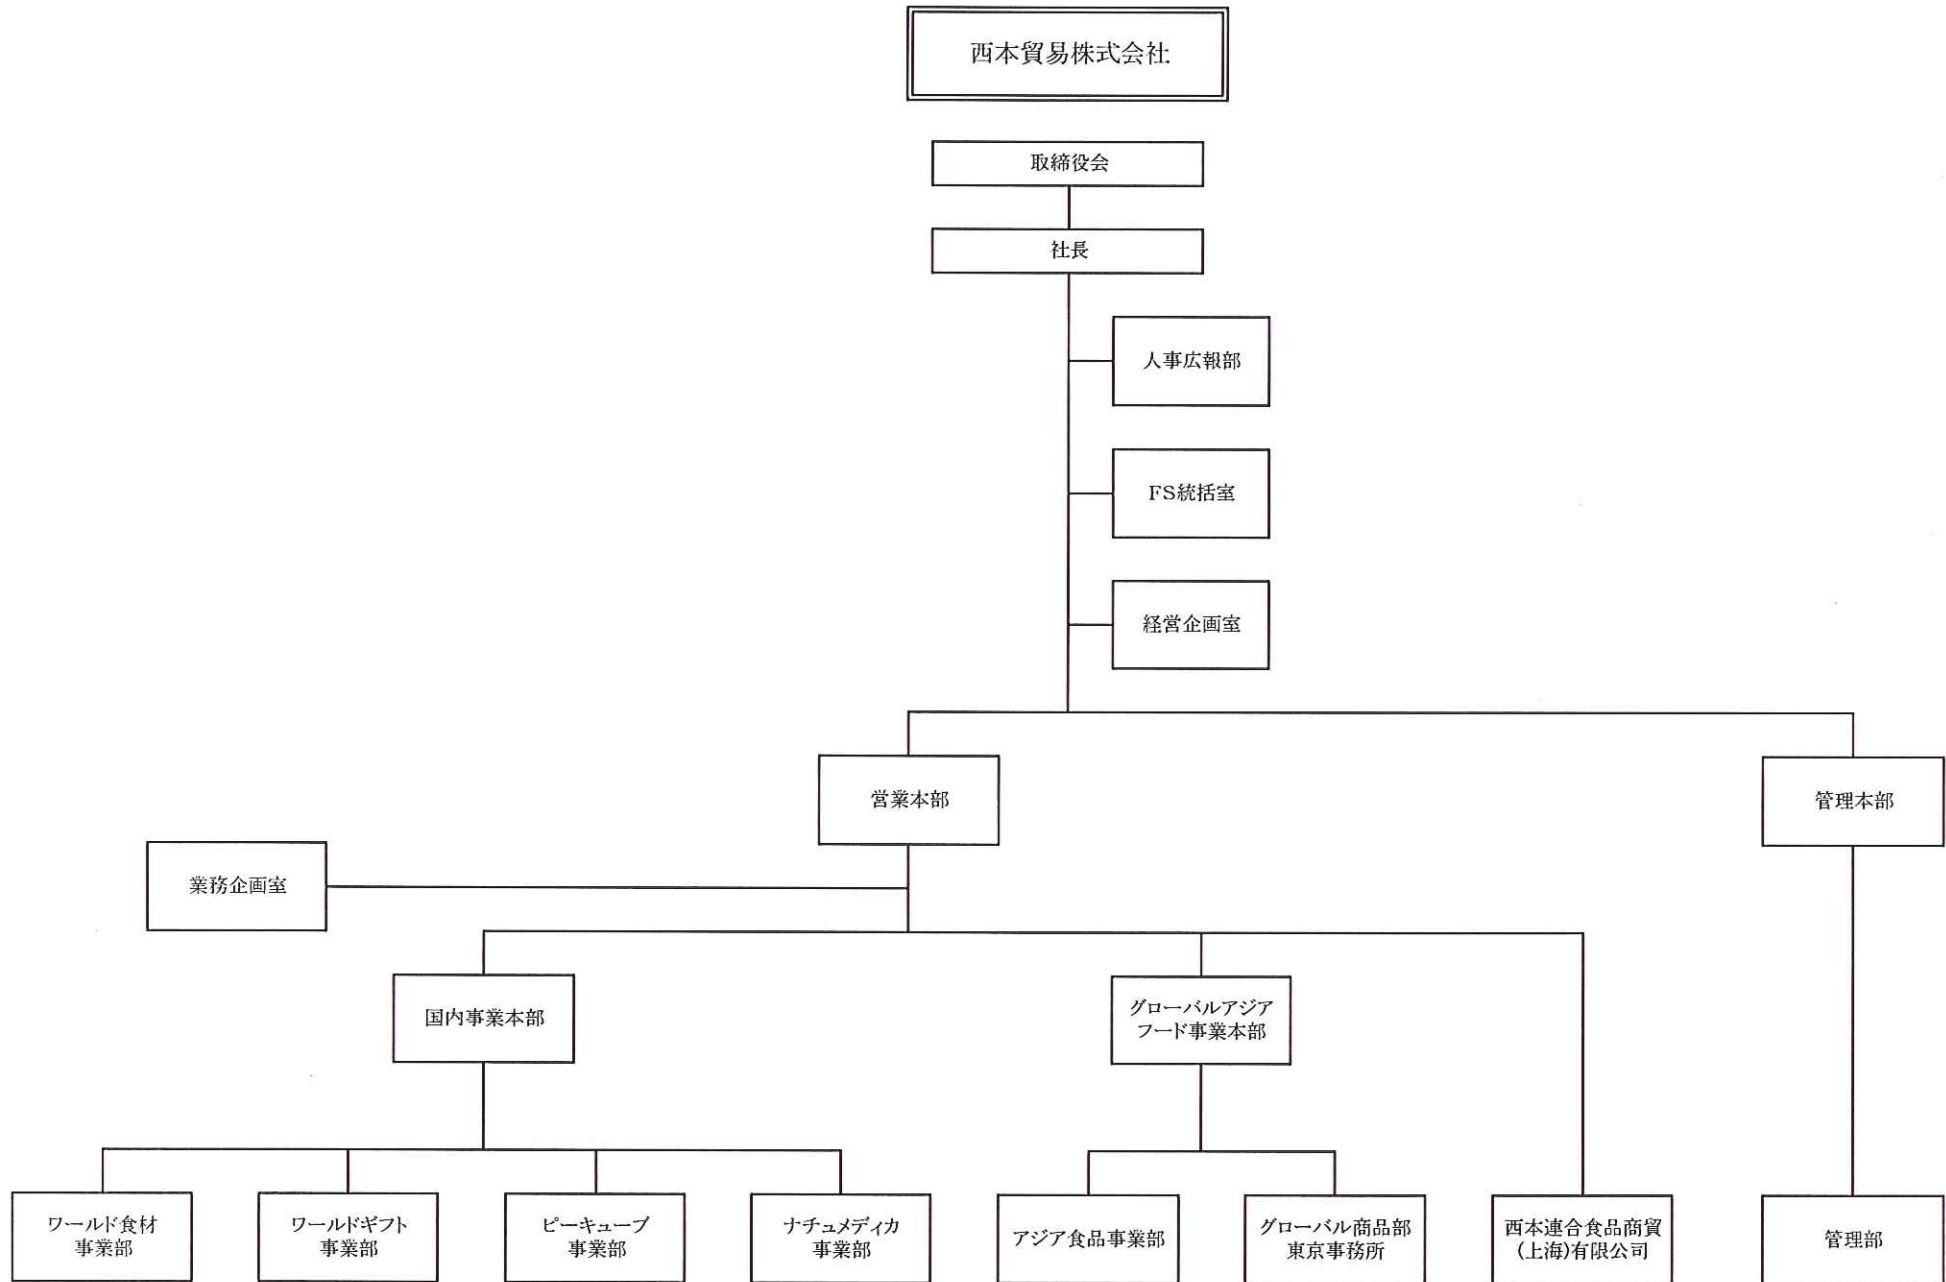 西本貿易株式会社
取締役会
社長
人事広報部
FS統括室
経営企画室
営業本部
管理本部
業務企画室
国内事業本部
グローバルアジア
フード事業本部
ワールド食材
事業部
ワールドギフト
事業部
ピーキューブ
事業部
ナチュメディカ
事業部
アジア食品事業部
グローバル商品部
東京事務所
西本連合食品商貿
(上海)有限公司
管理部